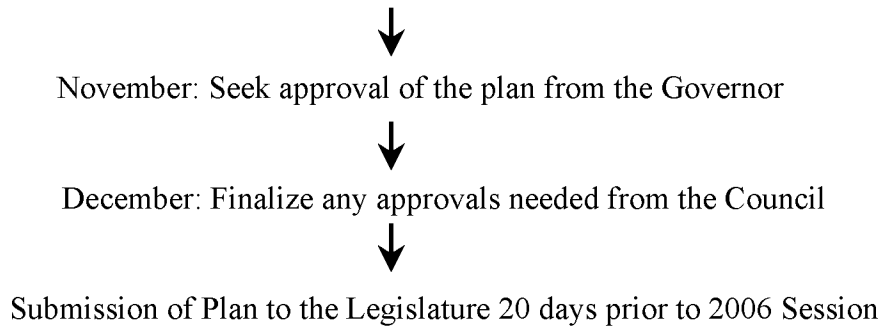 November: Seek approval of the plan from the Governor
December: Finalize any approvals needed from the Council
Submission of Plan to the Legislature 20 days prior to 2006 Session